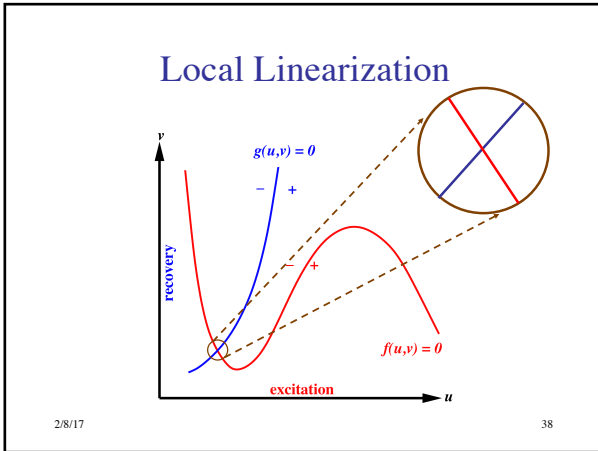 Local Linearization
v
g(u,v) = 0
− +
recovery
− +
f(u,v) = 0
excitation
u
2/8/17
38